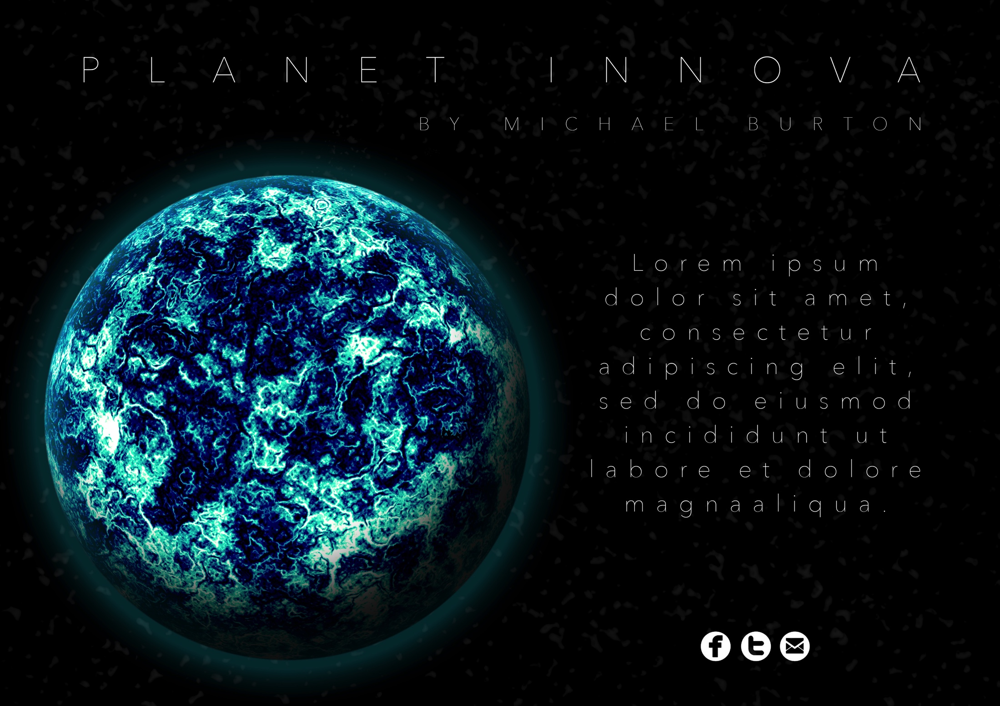 PLANET INNOVA
BY MICHAEL BURTON
Lorem ipsum
dolor sit amet,
consectetur
adipiscing elit,
sed do eiusmod
incididunt ut
labore et dolore
magnaaliqua.